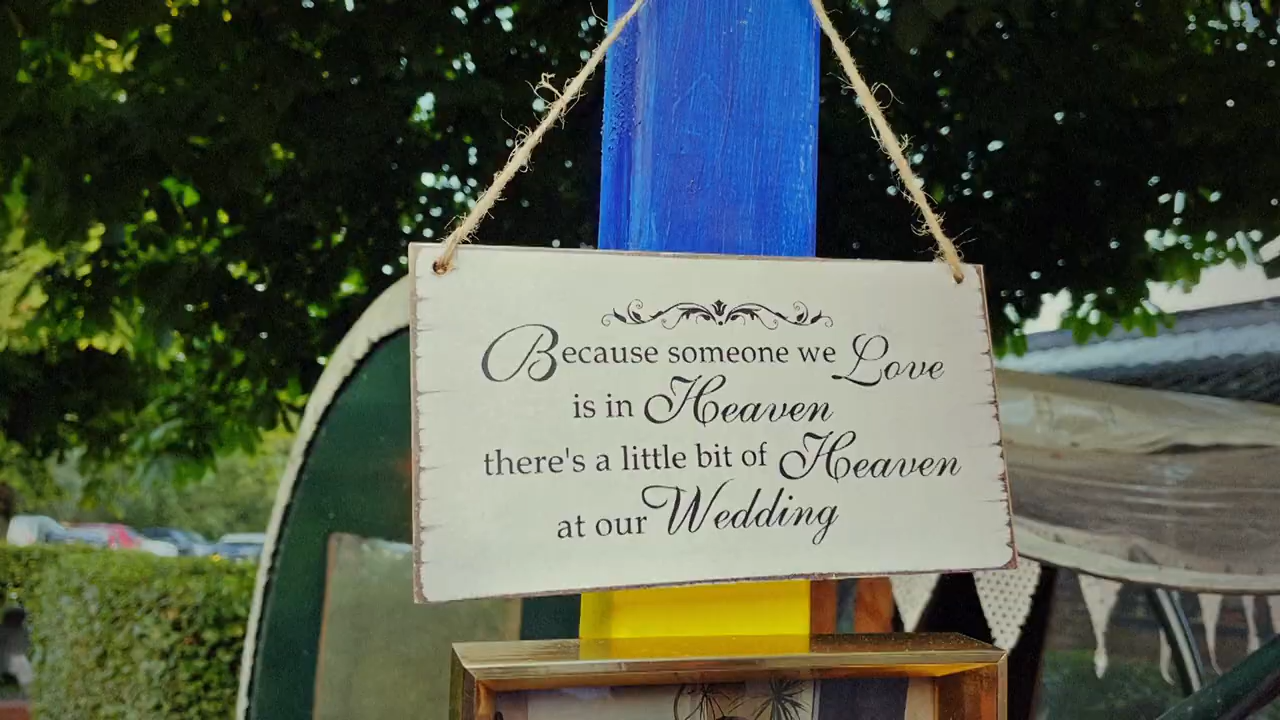 Because someone we Love
is in Heaven
there's a little bit of Heaven
at our Wedding